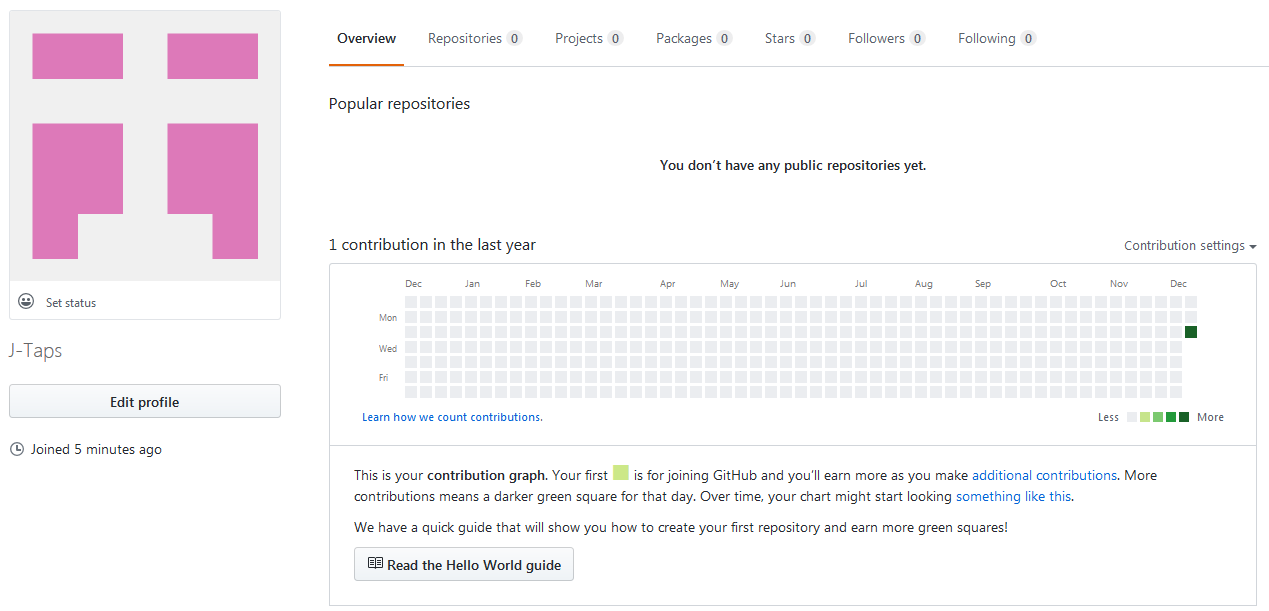 Overview Repositories 0 Projects 0 Packages 0 Stars 0 Followers 0 Following 0
Popular repositories
You don't have any public repositories yet.
1 contribution in the last year
Contribution settings
Dec Jan Feb Mar Apr May Jun Jul Aug Sep Oct Nov Dec
Mon
Wed
Fri
Learn how we count contributions.
Less More
This is your contribution graph. Your first is for joining GitHub and you'll earn more as you make additional contributions. More
contributions means a darker green square for that day. Over time, your chart might start looking something like this.
We have a quick guide that will show you how to create your first repository and earn more green squares!
Read the Hello World guide
Set status
J-Taps
Edit profile
Joined 5 minutes ago